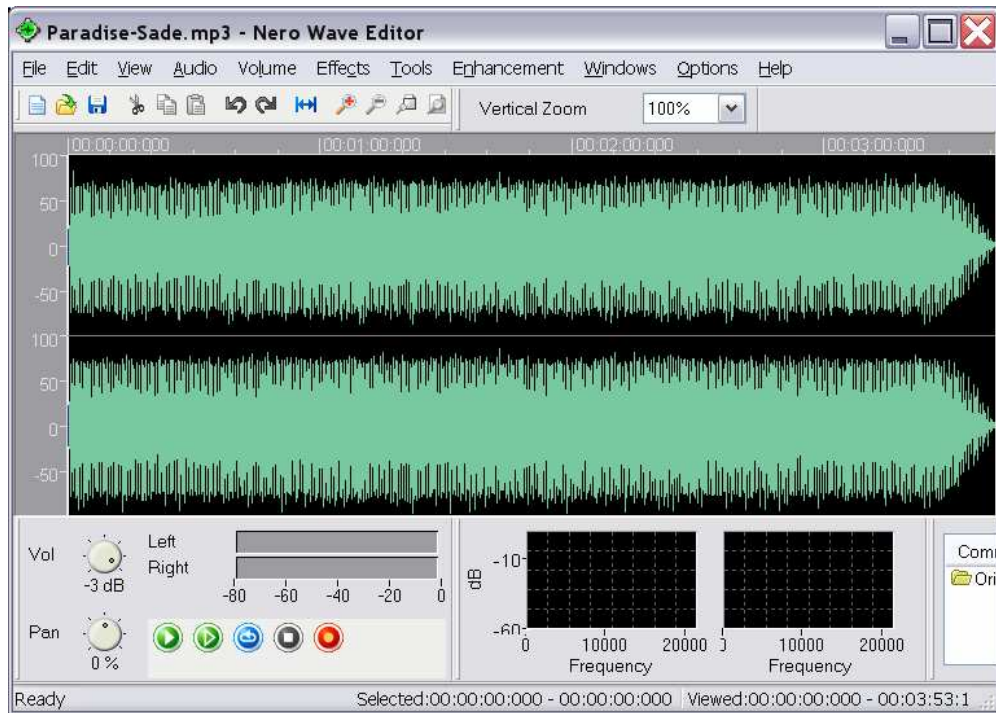 Paradise-Sade.mp3 - Nero Wave Editor
File Edit View Audio Volume Effects Tools Enhancement Windows Options Help
Vertical Zoom 100%
00:00:00:000 00:01:00:000 00:02:00:000 00:03:00:000
100
50
0
-50
100
50
0
-50
Vol
-3 dB
Left
Right
-80 -60 -40 -20 0
Pan
0 %
dB
-10
-60
0 10000 20000
Frequency
10000 20000
Frequency
Com
Ori
Ready Selected:00:00:00:000 - 00:00:00:000 Viewed:00:00:00:000 - 00:03:53:1